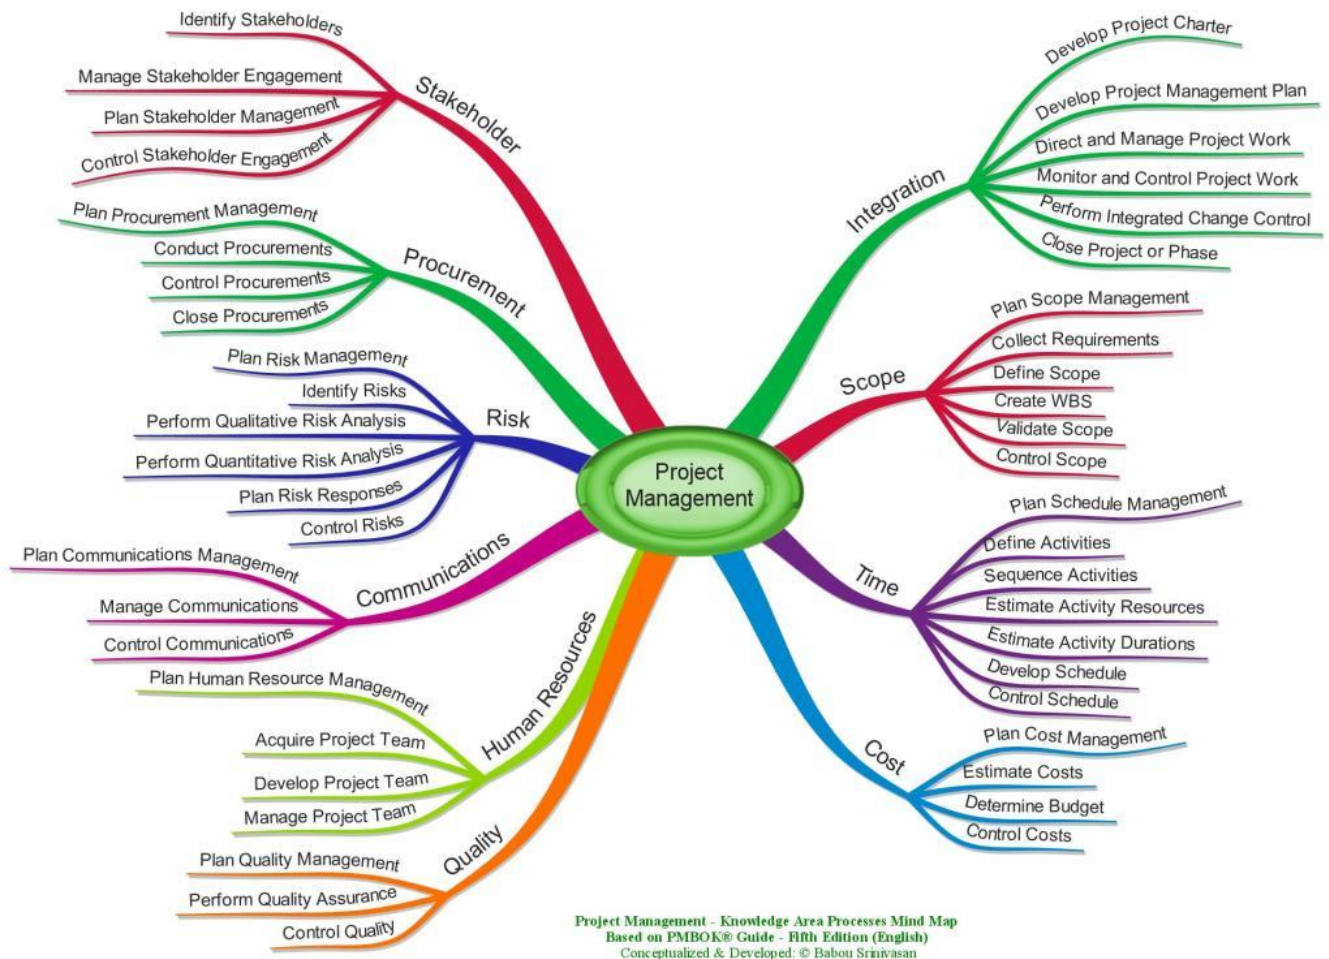 Project
Management
Integration
Develop Project Charter
Develop Project Management Plan
Direct and Manage Project Work
Monitor and Control Project Work
Perform Integrated Change Control
Close Project or Phase
Scope
Plan Scope Management
Collect Requirements
Define Scope
Create WBS
Validate Scope
Control Scope
Time
Plan Schedule Management
Define Activities
Sequence Activities
Estimate Activity Resources
Estimate Activity Durations
Develop Schedule
Control Schedule
Cost
Plan Cost Management
Estimate Costs
Determine Budget
Control Costs
Quality
Plan Quality Management
Perform Quality Assurance
Control Quality
Human Resources
Plan Human Resource Management
Acquire Project Team
Develop Project Team
Manage Project Team
Communications
Plan Communications Management
Manage Communications
Control Communications
Risk
Plan Risk Management
Identify Risks
Perform Qualitative Risk Analysis
Perform Quantitative Risk Analysis
Plan Risk Responses
Control Risks
Procurement
Plan Procurement Management
Conduct Procurements
Control Procurements
Close Procurements
Stakeholder
Identify Stakeholders
Manage Stakeholder Engagement
Plan Stakeholder Management
Control Stakeholder Engagement
Project Management - Knowledge Area Processes Mind Map
Based on PMBOK® Guide - Fifth Edition (English)
Conceptualized & Developed: © Babou Srinivasan